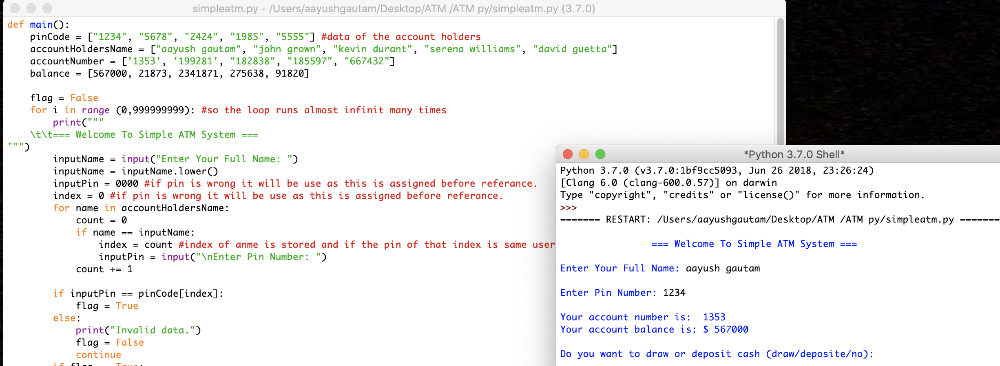 simpleatm.py - /Users/aayushgautam/Desktop/ATM /ATM py/simpleatm.py (3.7.0)
def main():
    pinCode = ["1234", "5678", "2424", "1985", "5555"] #data of the account holders
    accountHoldersName = ["aayush gautam", "john grown", "kevin durant", "serena williams", "david guetta"]
    accountNumber = ['1353', '199281', "182838", "185597", "667432"]
    balance = [567000, 21873, 2341871, 275638, 91820]
    flag = False
    for i in range (0,999999999): #so the loop runs almost infinit many times
        print("""
    \t\t=== Welcome To Simple ATM System ===
""")
        inputName = input("Enter Your Full Name: ")
        inputName = inputName.lower()
        inputPin = 0000 #if pin is wrong it will be use as this is assigned before referance.
        index = 0 #if pin is wrong it will be use as this is assigned before referance.
        for name in accountHoldersName:
            count = 0
            if name == inputName:
                index = count #index of anme is stored and if the pin of that index is same user
                inputPin = input("\nEnter Pin Number: ")
            count += 1
        if inputPin == pinCode[index]:
            flag = True
        else:
            print("Invalid data.")
            flag = False
            continue
        if flag == True:
*Python 3.7.0 Shell*
Python 3.7.0 (v3.7.0:1bf9cc5093, Jun 26 2018, 23:26:24)
[Clang 6.0 (clang-600.0.57)] on darwin
Type "copyright", "credits" or "license()" for more information.
>>>
======= RESTART: /Users/aayushgautam/Desktop/ATM /ATM py/simpleatm.py =======
=== Welcome To Simple ATM System ===
Enter Your Full Name: aayush gautam
Enter Pin Number: 1234
Your account number is:  1353
Your account balance is: $ 567000
Do you want to draw or deposit cash (draw/deposite/no):